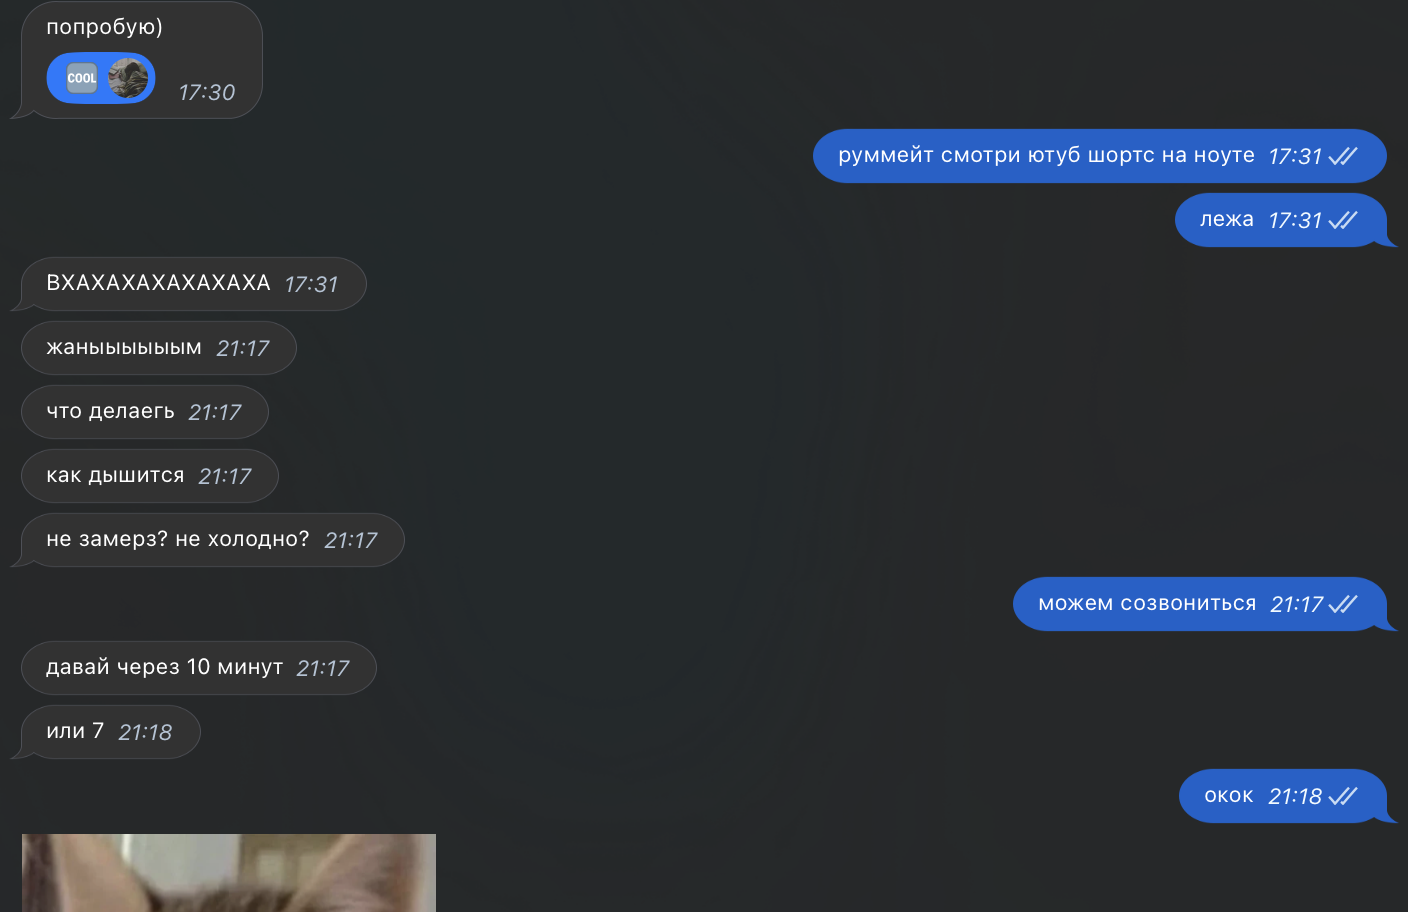 попробую)
COOL 17:30
руммейт смотри ютуб шортс на ноуте 17:31
лежа 17:31
ВХАХАХАХАХАХАХА 17:31
жаныыыыыым 21:17
что делаегь 21:17
как дышится 21:17
не замерз? не холодно? 21:17
можем созвониться 21:17
давай через 10 минут 21:17
или 7 21:18
окок 21:18